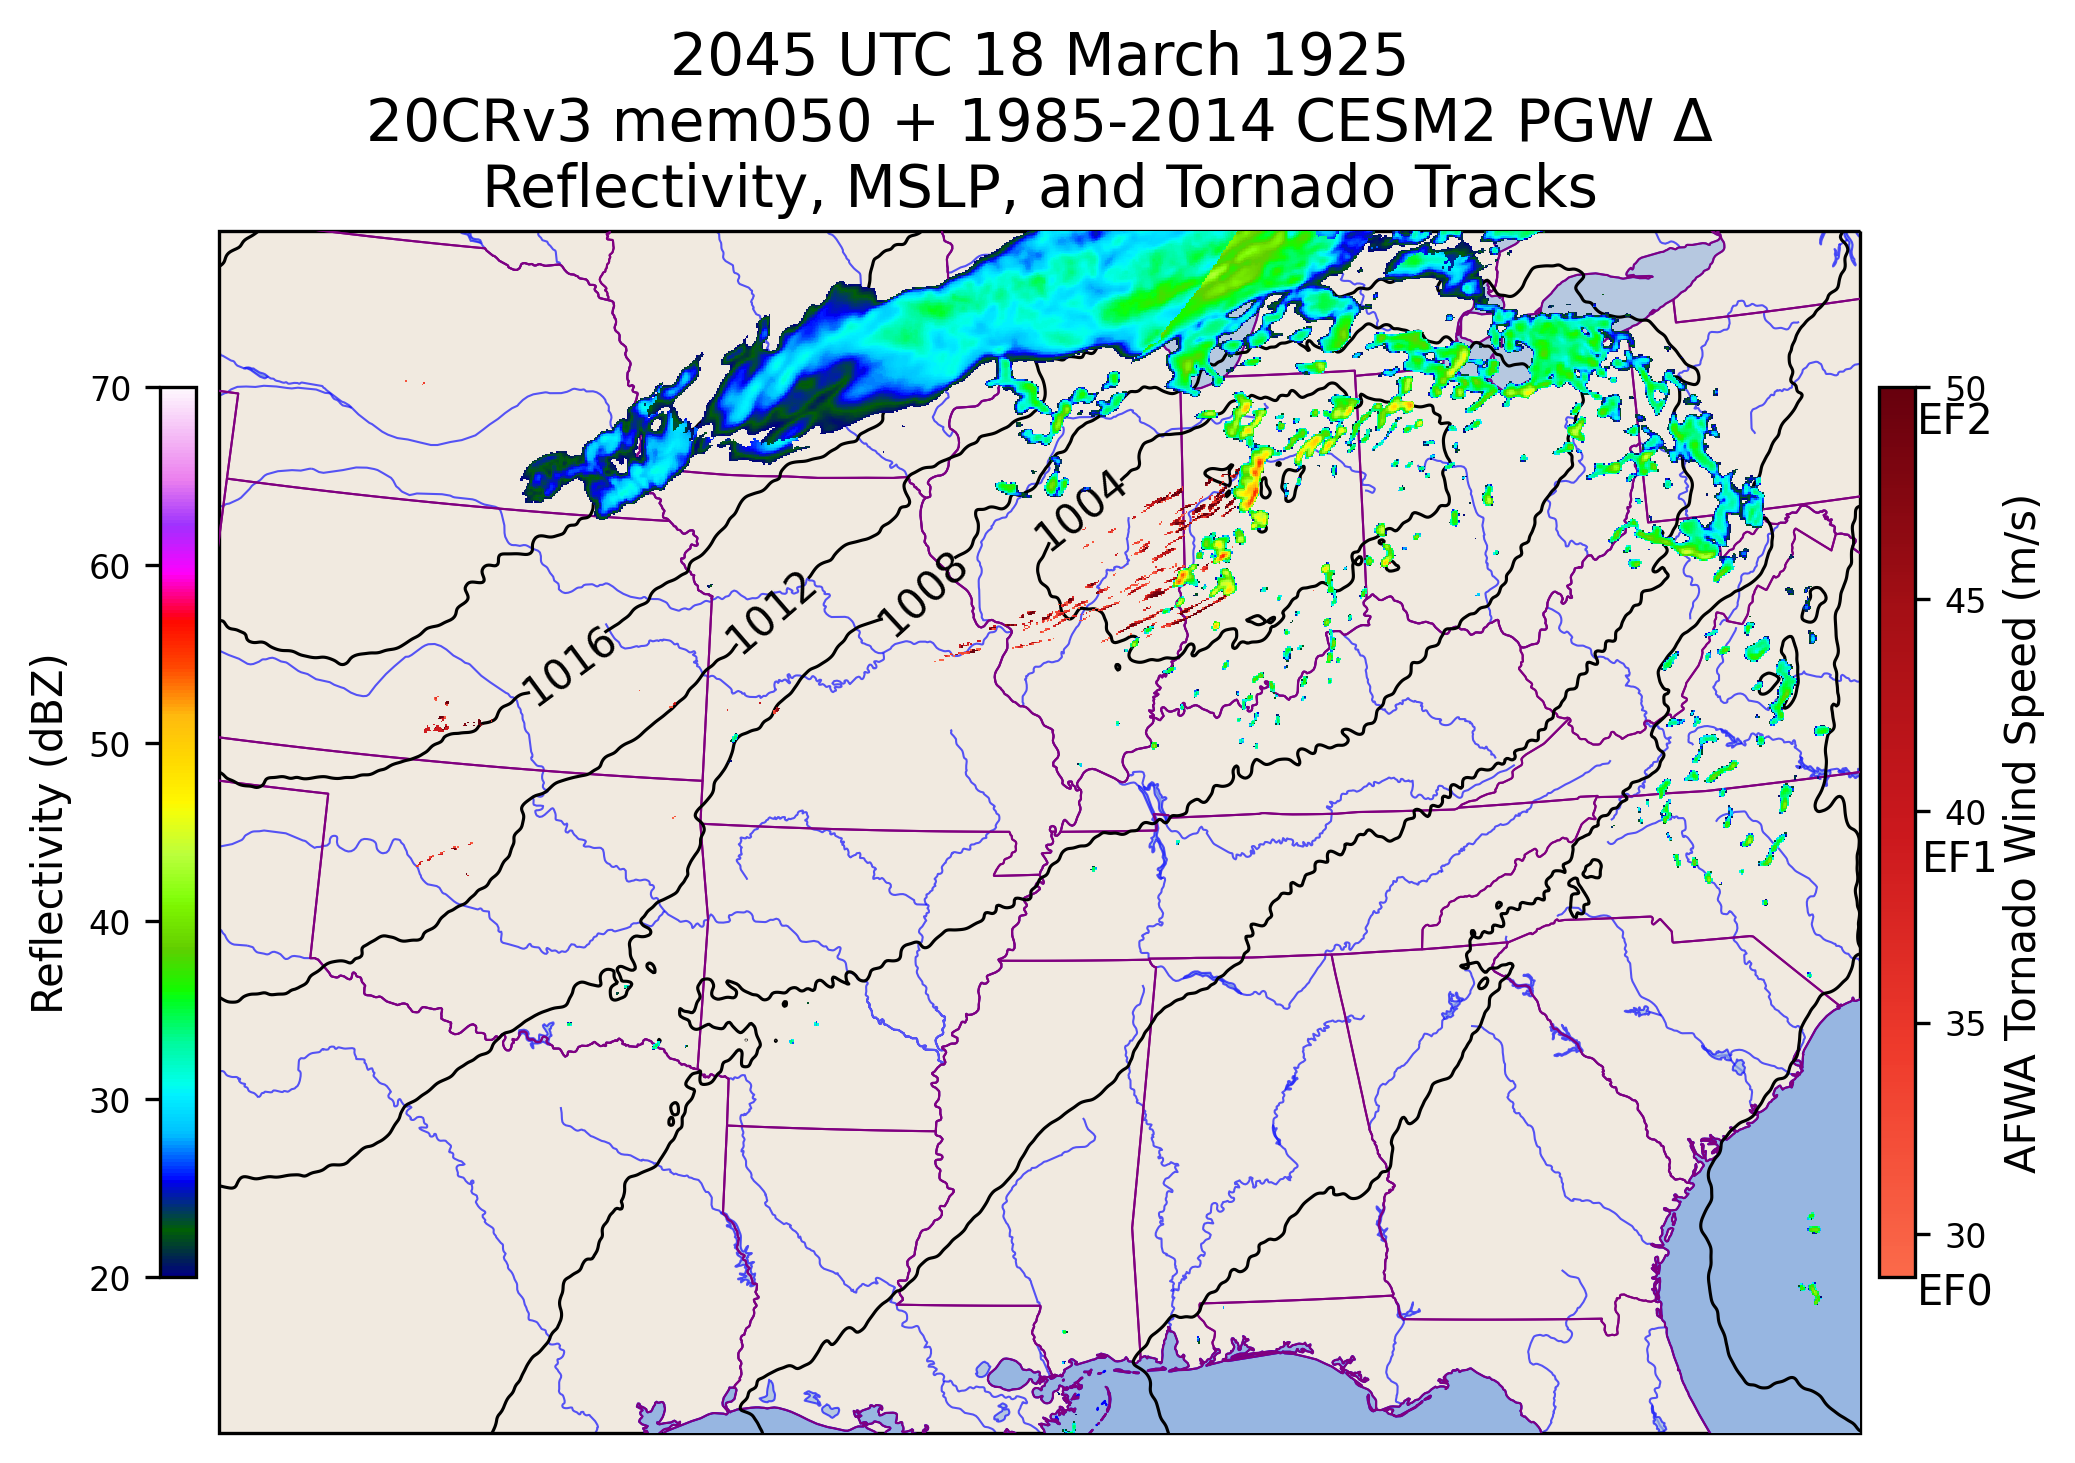 2045 UTC 18 March 1925
20CRv3 mem050 + 1985-2014 CESM2 PGW Δ
Reflectivity, MSLP, and Tornado Tracks
Reflectivity (dBZ)
70
60
50
40
30
20
1004
1008
1012
1016
50
EF2
45
40
EF1
35
30
EF0
AFWA Tornado Wind Speed (m/s)